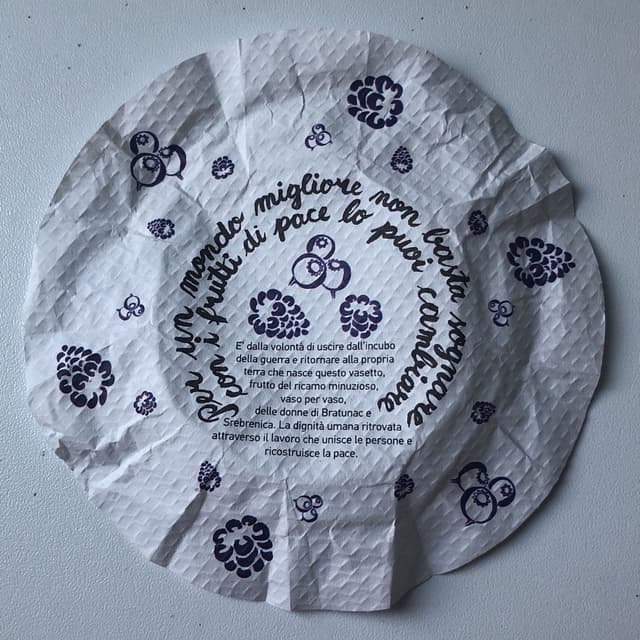 Per un mondo migliore non basta sognare
con i frutti di pace lo puoi cambiare
E' dalla volontá di uscire dall'incubo
della guerra e ritornare alla propria
terra che nasce questo vasetto,
frutto del ricamo minuzioso,
vaso per vaso,
delle donne di Bratunac e
Srebrenica. La dignità umana ritrovata
attraverso il lavoro che unisce le persone e
ricostruisce la pace.